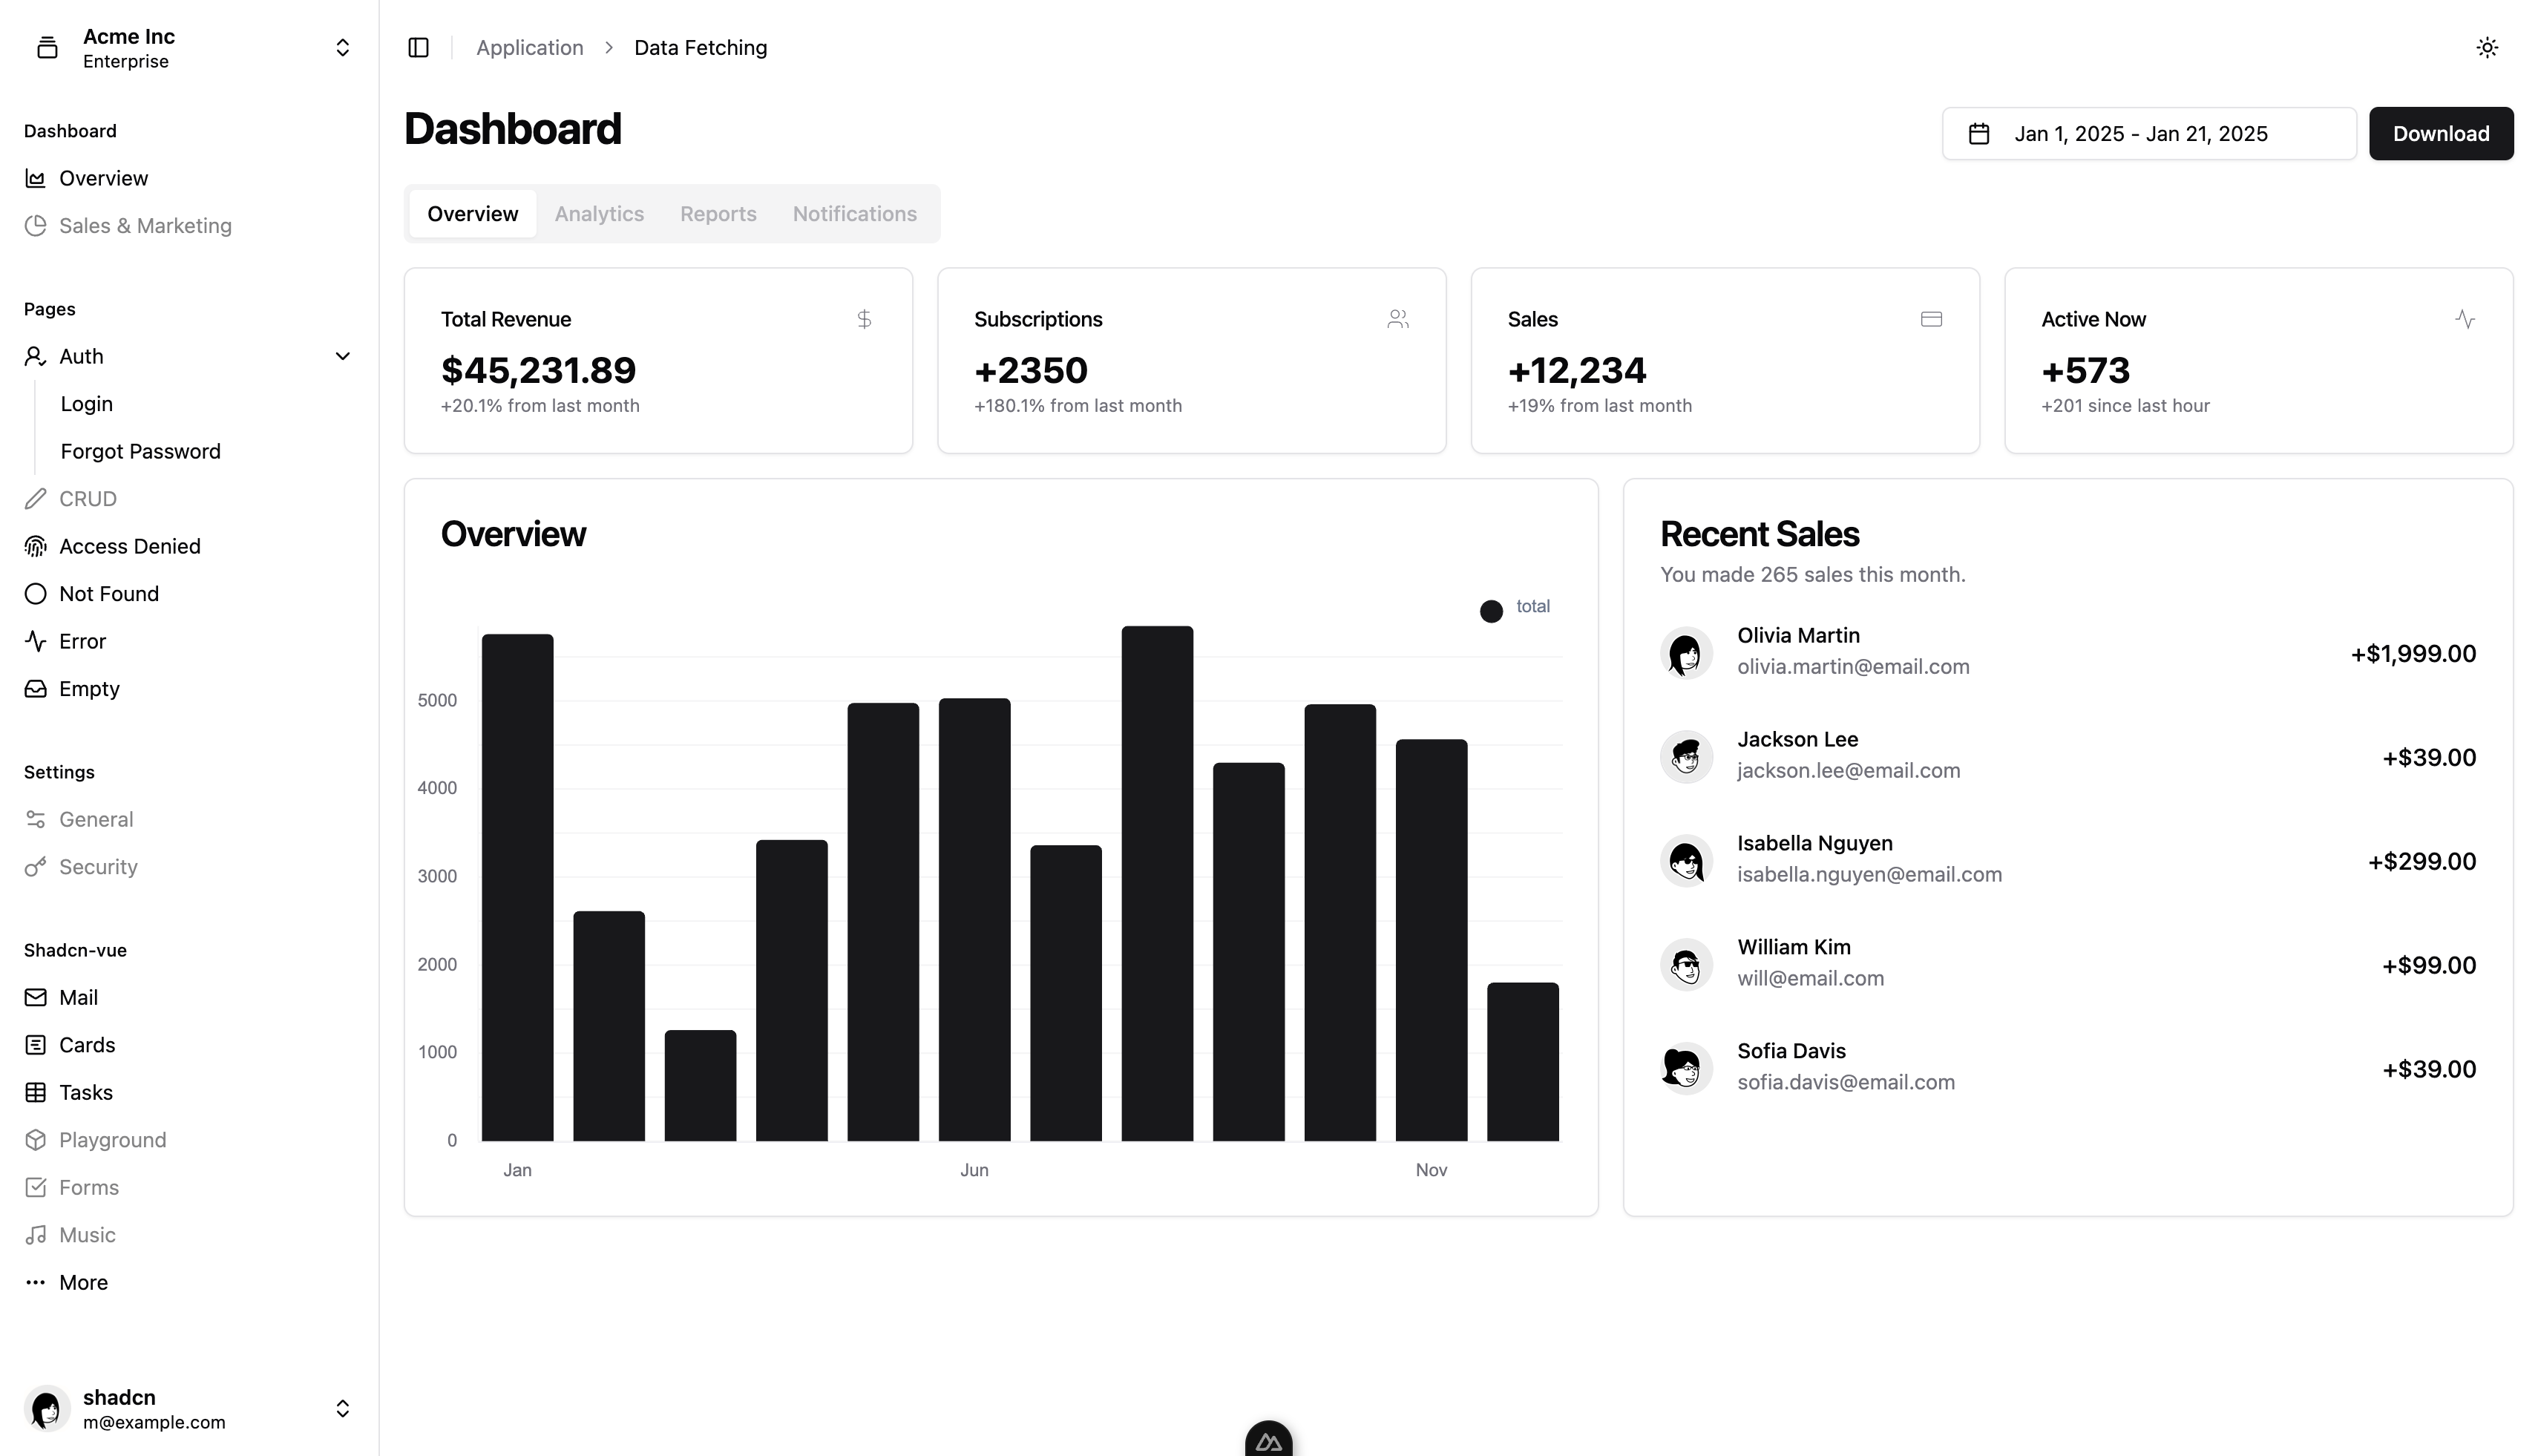 Acme Inc
Enterprise
Dashboard
Overview
Sales & Marketing
Pages
Auth
Login
Forgot Password
CRUD
Access Denied
Not Found
Error
Empty
Settings
General
Security
Shadcn-vue
Mail
Cards
Tasks
Playground
Forms
Music
More
shadcn
m@example.com
Application
Data Fetching
Dashboard
Jan 1, 2025 - Jan 21, 2025
Download
Overview
Analytics
Reports
Notifications
Total Revenue
$45,231.89
+20.1% from last month
Subscriptions
+2350
+180.1% from last month
Sales
+12,234
+19% from last month
Active Now
+573
+201 since last hour
Overview
total
5000
4000
3000
2000
1000
0
Jan
Jun
Nov
Recent Sales
You made 265 sales this month.
Olivia Martin
olivia.martin@email.com
+$1,999.00
Jackson Lee
jackson.lee@email.com
+$39.00
Isabella Nguyen
isabella.nguyen@email.com
+$299.00
William Kim
will@email.com
+$99.00
Sofia Davis
sofia.davis@email.com
+$39.00